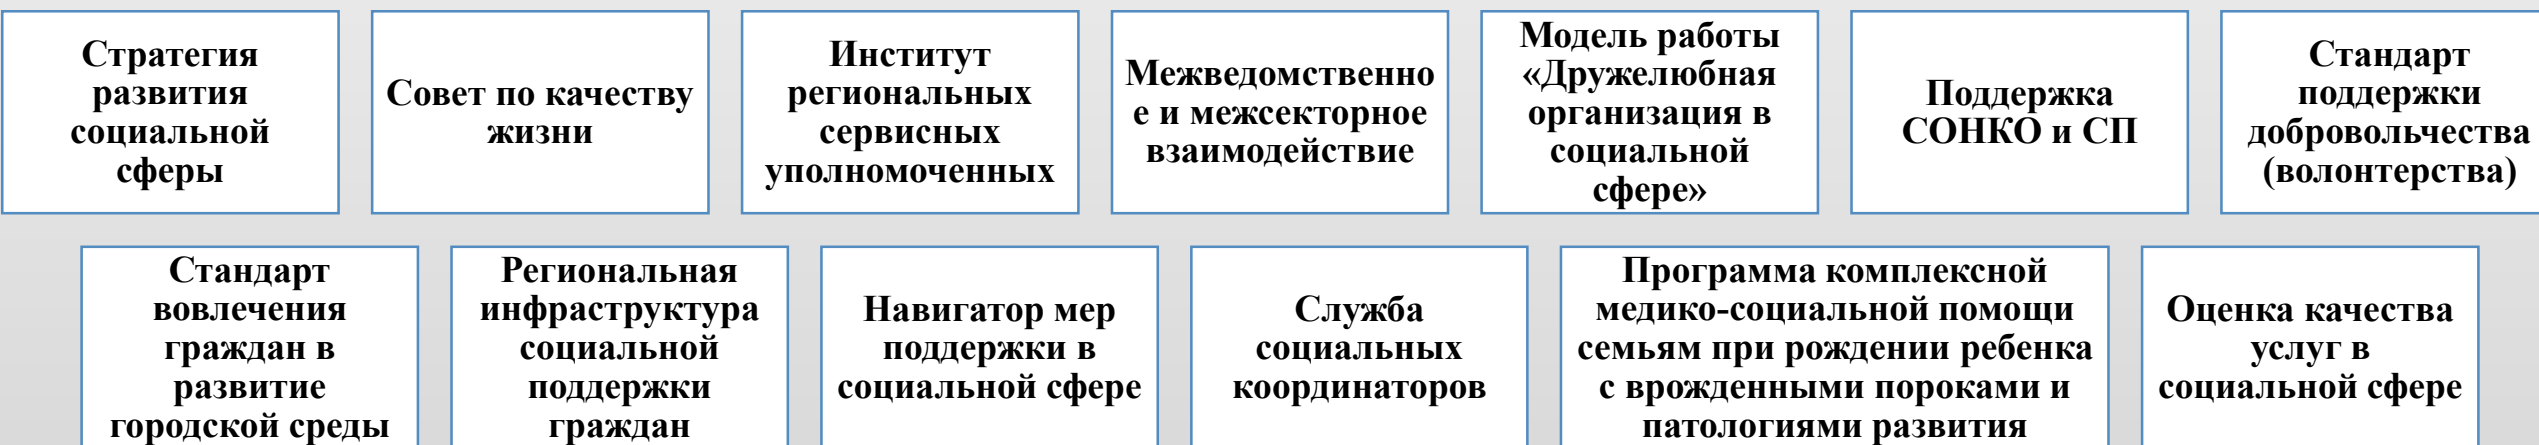 Стратегия
развития
социальной
сферы
Совет по качеству
жизни
Институт
региональных
сервисных
уполномоченных
Межведомственно
е и межсекторное
взаимодействие
Модель работы
«Дружелюбная
организация в
социальной
сфере»
Поддержка
СОНКО и СП
Стандарт
поддержки
добровольчества
(волонтерства)
Стандарт
вовлечения
граждан в
развитие
городской среды
Региональная
инфраструктура
социальной
поддержки
граждан
Навигатор мер
поддержки в
социальной сфере
Служба
социальных
координаторов
Программа комплексной
медико-социальной помощи
семьям при рождении ребенка
с врожденными пороками и
патологиями развития
Оценка качества
услуг в
социальной сфере